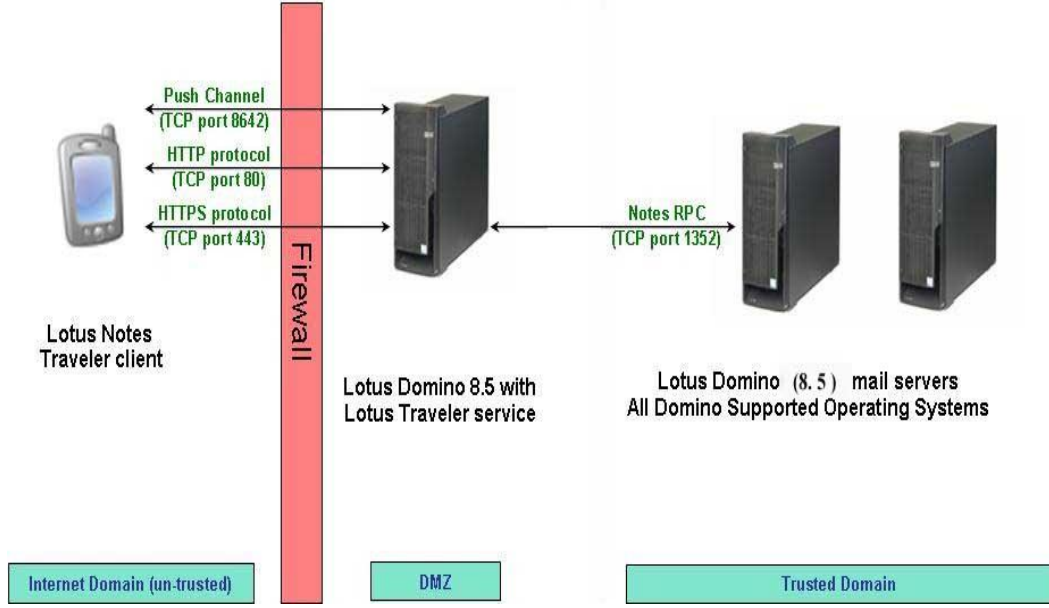 Push Channel
(TCP port 8642)
HTTP protocol
(TCP port 80)
HTTPS protocol
(TCP port 443)
Firewall
Notes RPC
(TCP port 1352)
Lotus Notes
Traveler client
Lotus Domino 8.5 with
Lotus Traveler service
Lotus Domino (8.5) mail servers
All Domino Supported Operating Systems
Internet Domain (un-trusted)
DMZ
Trusted Domain